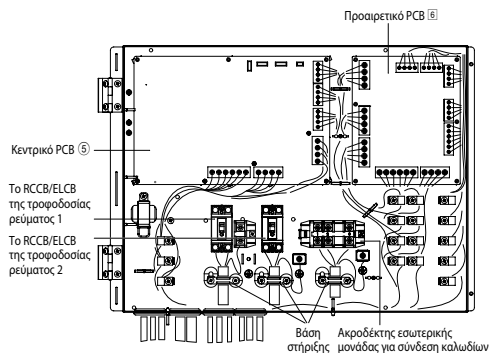 Προαιρετικό PCB 6
Κεντρικό PCB ⑤
Το RCCB/ELCB
της τροφοδοσίας
ρεύματος 1
Το RCCB/ELCB
της τροφοδοσίας
ρεύματος 2
Βάση
στήριξης
Ακροδέκτης εσωτερικής
μονάδας για σύνδεση καλωδίων